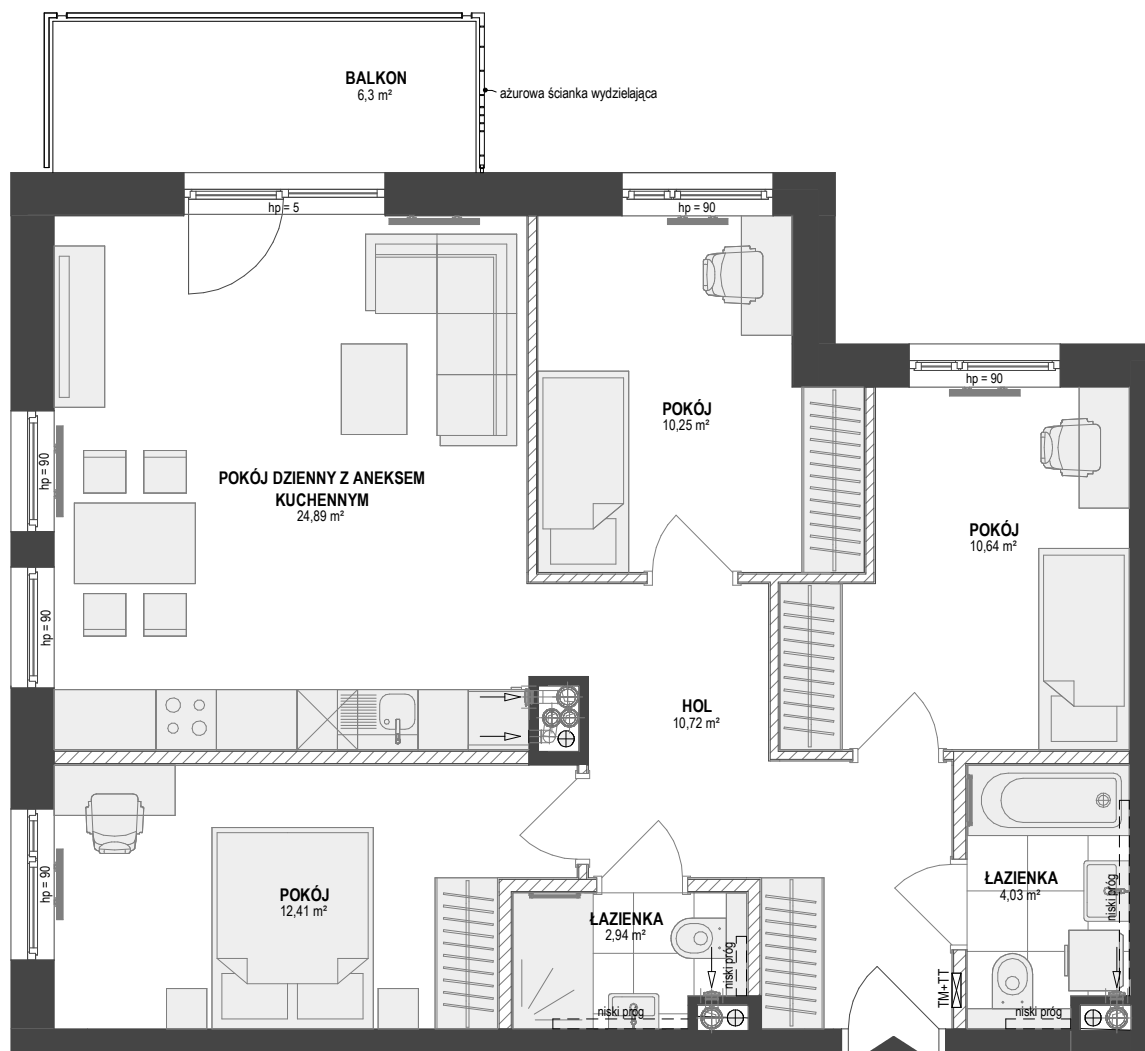 BALKON
6,3 m²
ażurowa ścianka wydzielająca
hp = 5
hp = 90
hp = 90
POKÓJ
10,25 m²
hp = 90
POKÓJ DZIENNY Z ANEKSEM
KUCHENNYM
24,89 m²
POKÓJ
10,64 m²
hp = 90
HOL
10,72 m²
hp = 90
POKÓJ
12,41 m²
ŁAZIENKA
2,94 m²
niski próg
niski próg
ŁAZIENKA
4,03 m²
niski próg
TM+TT
niski próg